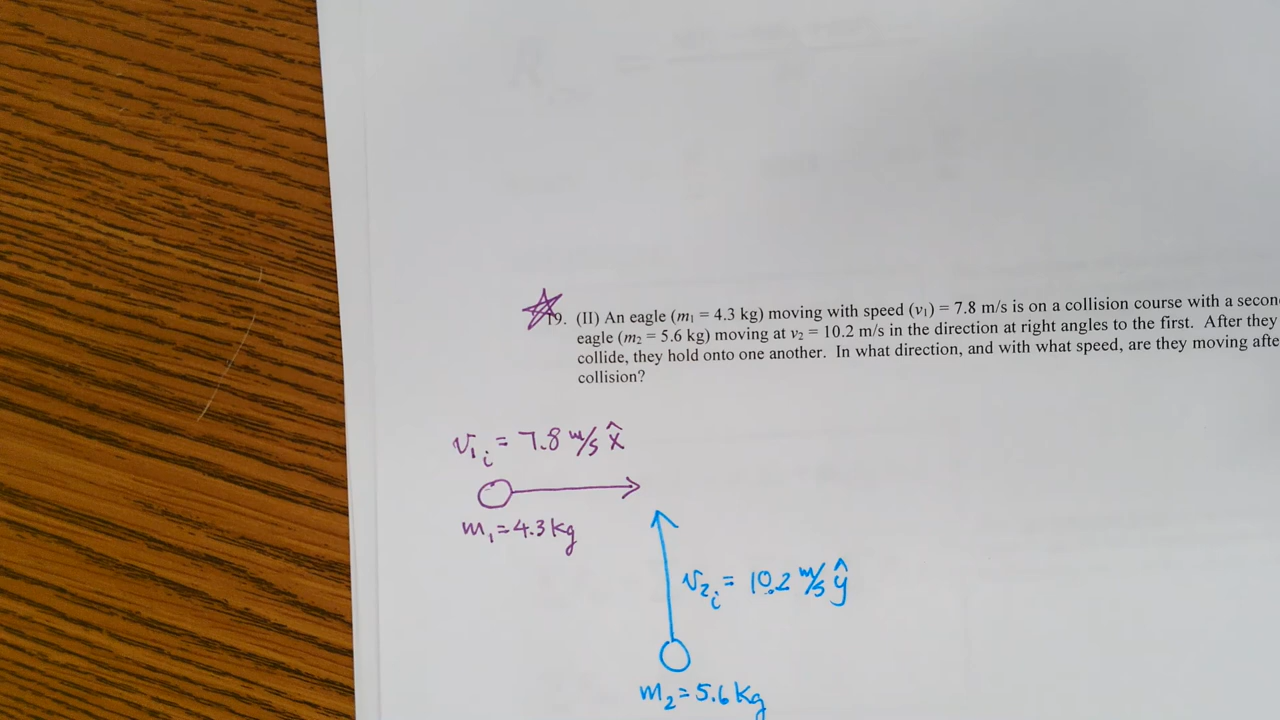 19. (II) An eagle (m₁ = 4.3 kg) moving with speed (v₁) = 7.8 m/s is on a collision course with a
eagle (m₂ = 5.6 kg) moving at v₂ = 10.2 m/s in the direction at right angles to the first. After they
collide, they hold onto one another. In what direction, and with what speed, are they moving
collision?
v₁ᵢ = 7.8 m/s x̂
m₁ = 4.3 kg
v₂ᵢ = 10.2 m/s ŷ
m₂ = 5.6 kg